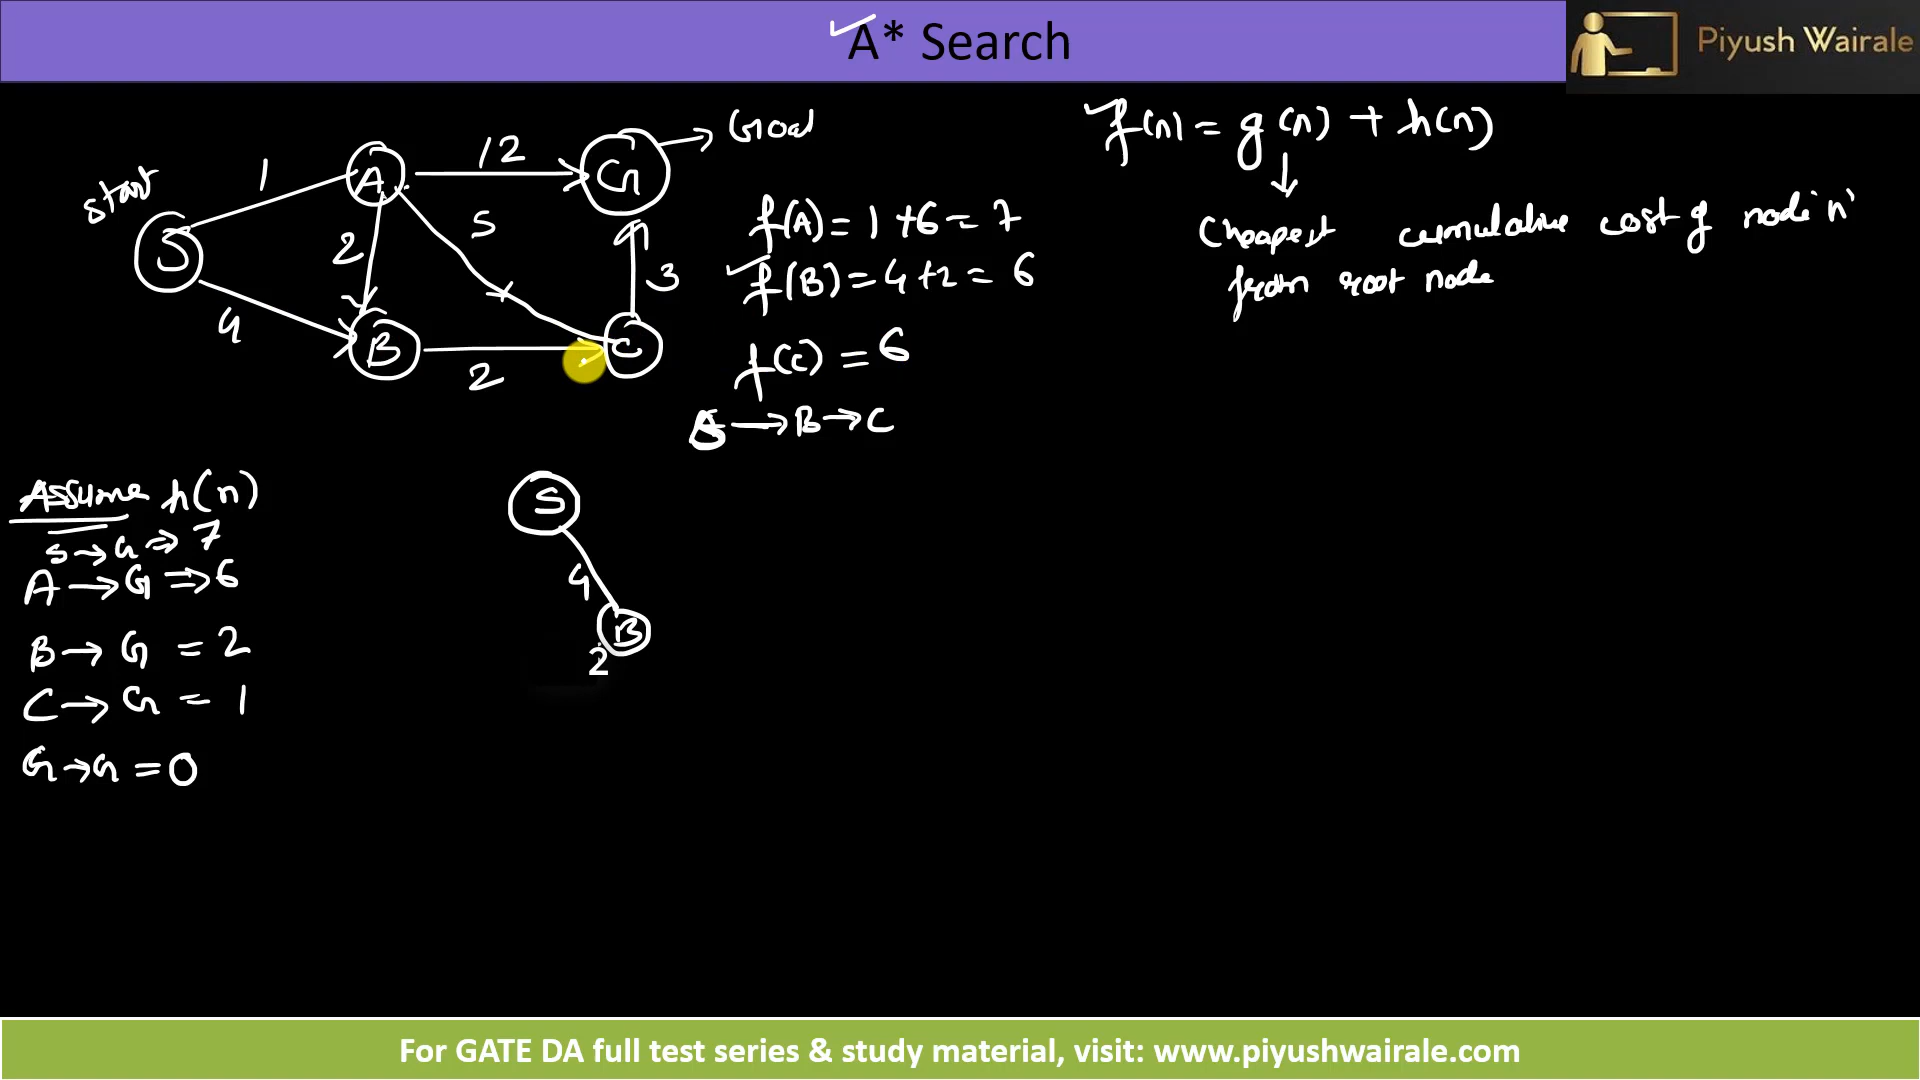 A* Search
Piyush Wairale
f(n) = g(n) + h(n)
Cheapest cumulative cost of node 'n'
from root node
start
S
1
A
12
G
Goal
2
5
3
4
B
2
C
f(A) = 1 + 6 = 7
f(B) = 4 + 2 = 6
f(C) = 6
S → B → C
Assume h(n)
S → G ⇒ 7
A → G ⇒ 6
B → G = 2
C → G = 1
G → G = 0
S
4
B
2
For GATE DA full test series & study material, visit: www.piyushwairale.com